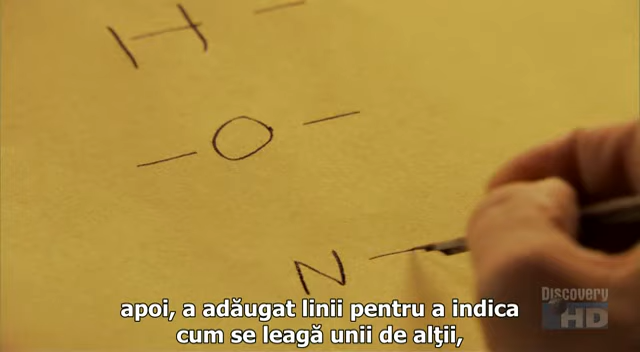 H —
— O —
N —
apoi, a adăugat linii pentru a indica
cum se leagă unii de alţii,
Discovery
HD